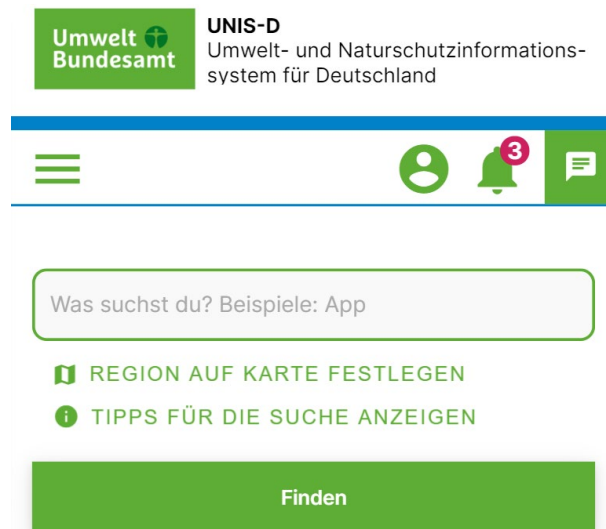 Umwelt
Bundesamt
UNIS-D
Umwelt- und Naturschutzinformations-
system für Deutschland
3
Was suchst du? Beispiele: App
REGION AUF KARTE FESTLEGEN
TIPPS FÜR DIE SUCHE ANZEIGEN
Finden